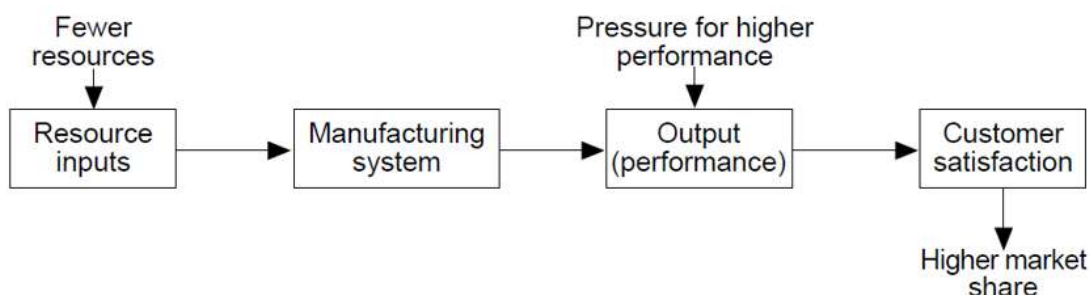 Fewer
resources
Pressure for higher
performance
Resource
inputs
Manufacturing
system
Output
(performance)
Customer
satisfaction
Higher market
share